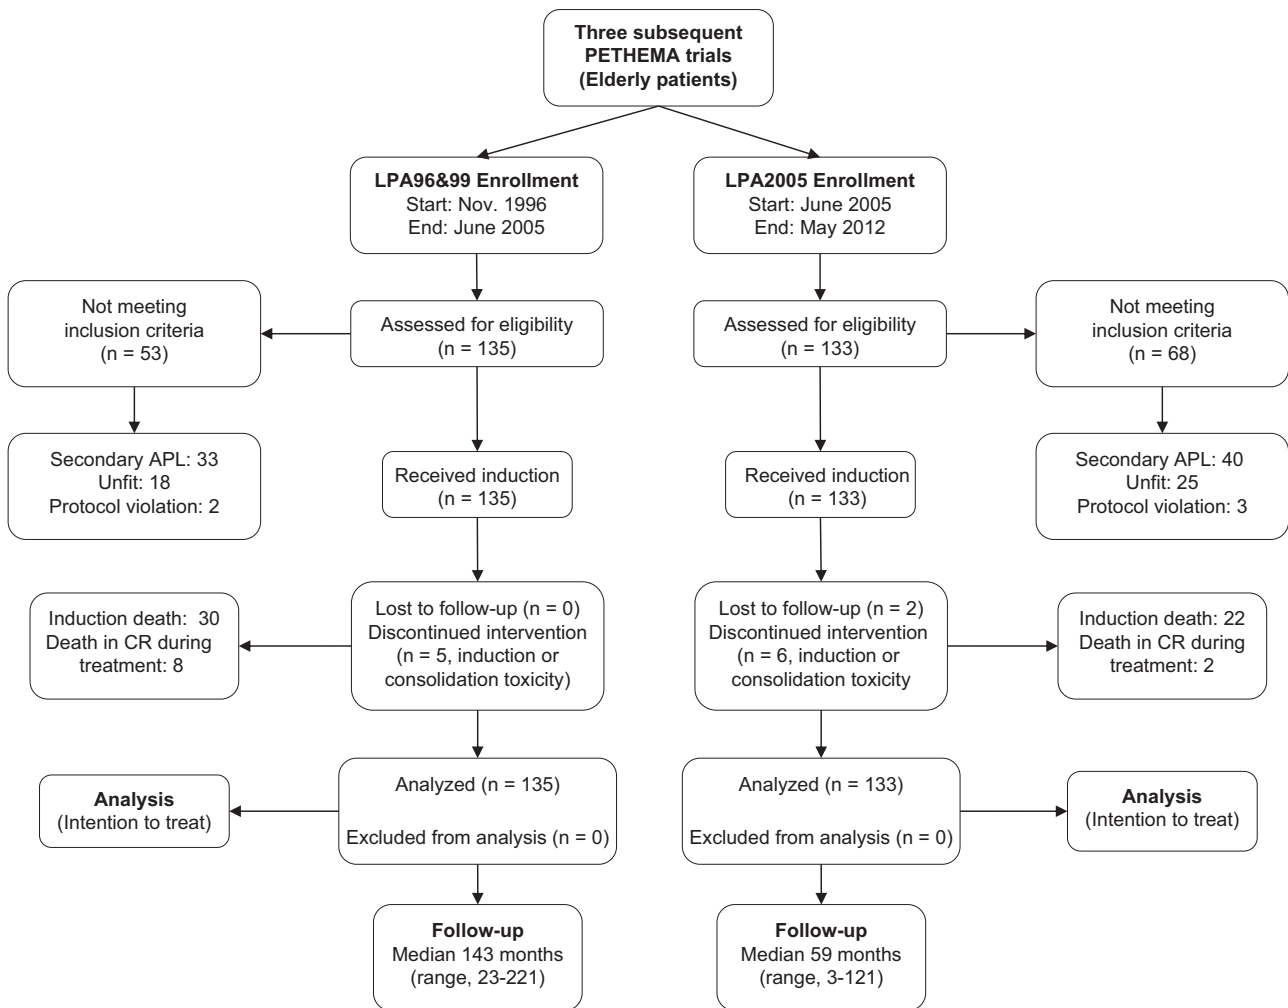 Three subsequent
PETHEMA trials
(Elderly patients)
LPA96&99 Enrollment
Start: Nov. 1996
End: June 2005
LPA2005 Enrollment
Start: June 2005
End: May 2012
Not meeting
inclusion criteria
(n = 53)
Assessed for eligibility
(n = 135)
Assessed for eligibility
(n = 133)
Not meeting
inclusion criteria
(n = 68)
Secondary APL: 33
Unfit: 18
Protocol violation: 2
Received induction
(n = 135)
Received induction
(n = 133)
Secondary APL: 40
Unfit: 25
Protocol violation: 3
Induction death: 30
Death in CR during
treatment: 8
Lost to follow-up (n = 0)
Discontinued intervention
(n = 5, induction or
consolidation toxicity)
Lost to follow-up (n = 2)
Discontinued intervention
(n = 6, induction or
consolidation toxicity
Induction death: 22
Death in CR during
treatment: 2
Analysis
(Intention to treat)
Analyzed (n = 135)
Excluded from analysis (n = 0)
Analyzed (n = 133)
Excluded from analysis (n = 0)
Analysis
(Intention to treat)
Follow-up
Median 143 months
(range, 23-221)
Follow-up
Median 59 months
(range, 3-121)